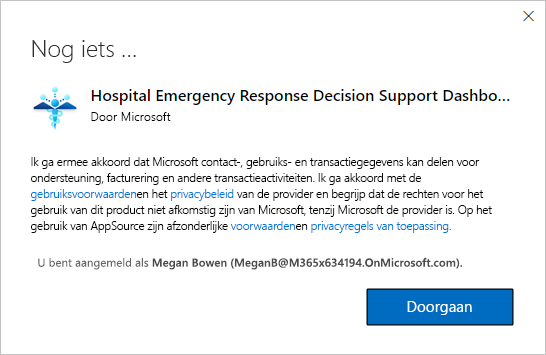 Nog iets ...
Hospital Emergency Response Decision Support Dashbo...
Door Microsoft
Ik ga ermee akkoord dat Microsoft contact-, gebruiks- en transactiegegevens kan delen voor
ondersteuning, facturering en andere transactieactiviteiten. Ik ga akkoord met de
gebruiksvoorwaardenen het privacybeleid van de provider en begrijp dat de rechten voor het
gebruik van dit product niet afkomstig zijn van Microsoft, tenzij Microsoft de provider is. Op het
gebruik van AppSource zijn afzonderlijke voorwaardenen privacyregels van toepassing.
U bent aangemeld als Megan Bowen (MeganB@M365x634194.OnMicrosoft.com).
Doorgaan